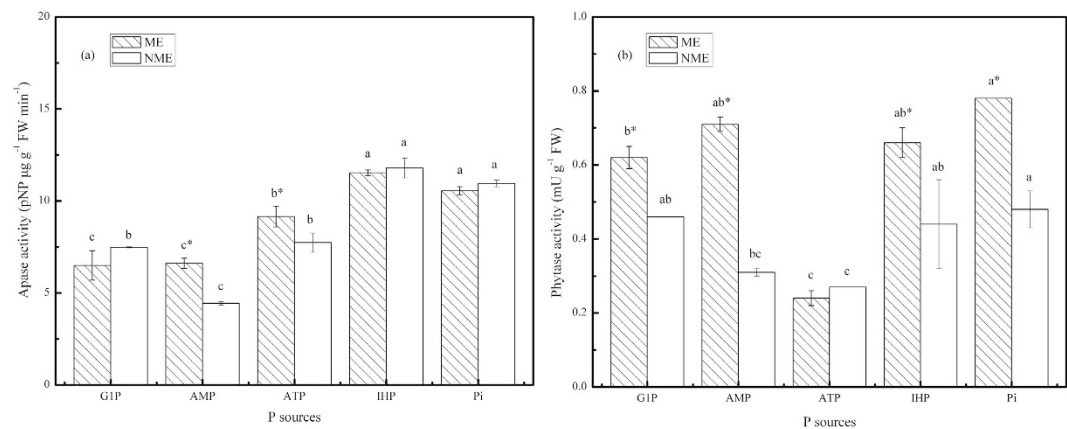 20
15
10
5
0
Apase activity (pNP μg g-1 FW min-1)
(a)
ME
NME
c
b
c*
c
b*
b
a
a
a
a
G1P AMP ATP IHP Pi
P sources
1.0
0.8
0.6
0.4
0.2
0.0
Phytase activity (mU g-1 FW)
(b)
ME
NME
b*
ab
ab*
bc
c
c
ab*
ab
a*
a
G1P AMP ATP IHP Pi
P sources